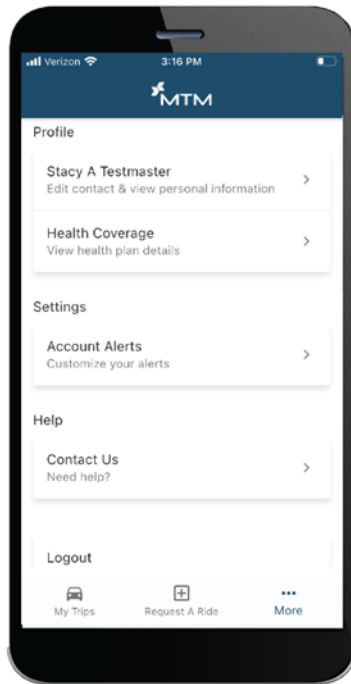 Verizon
3:16 PM
MTM
Profile
Stacy A Testmaster
Edit contact & view personal information
Health Coverage
View health plan details
Settings
Account Alerts
Customize your alerts
Help
Contact Us
Need help?
Logout
My Trips
Request A Ride
More